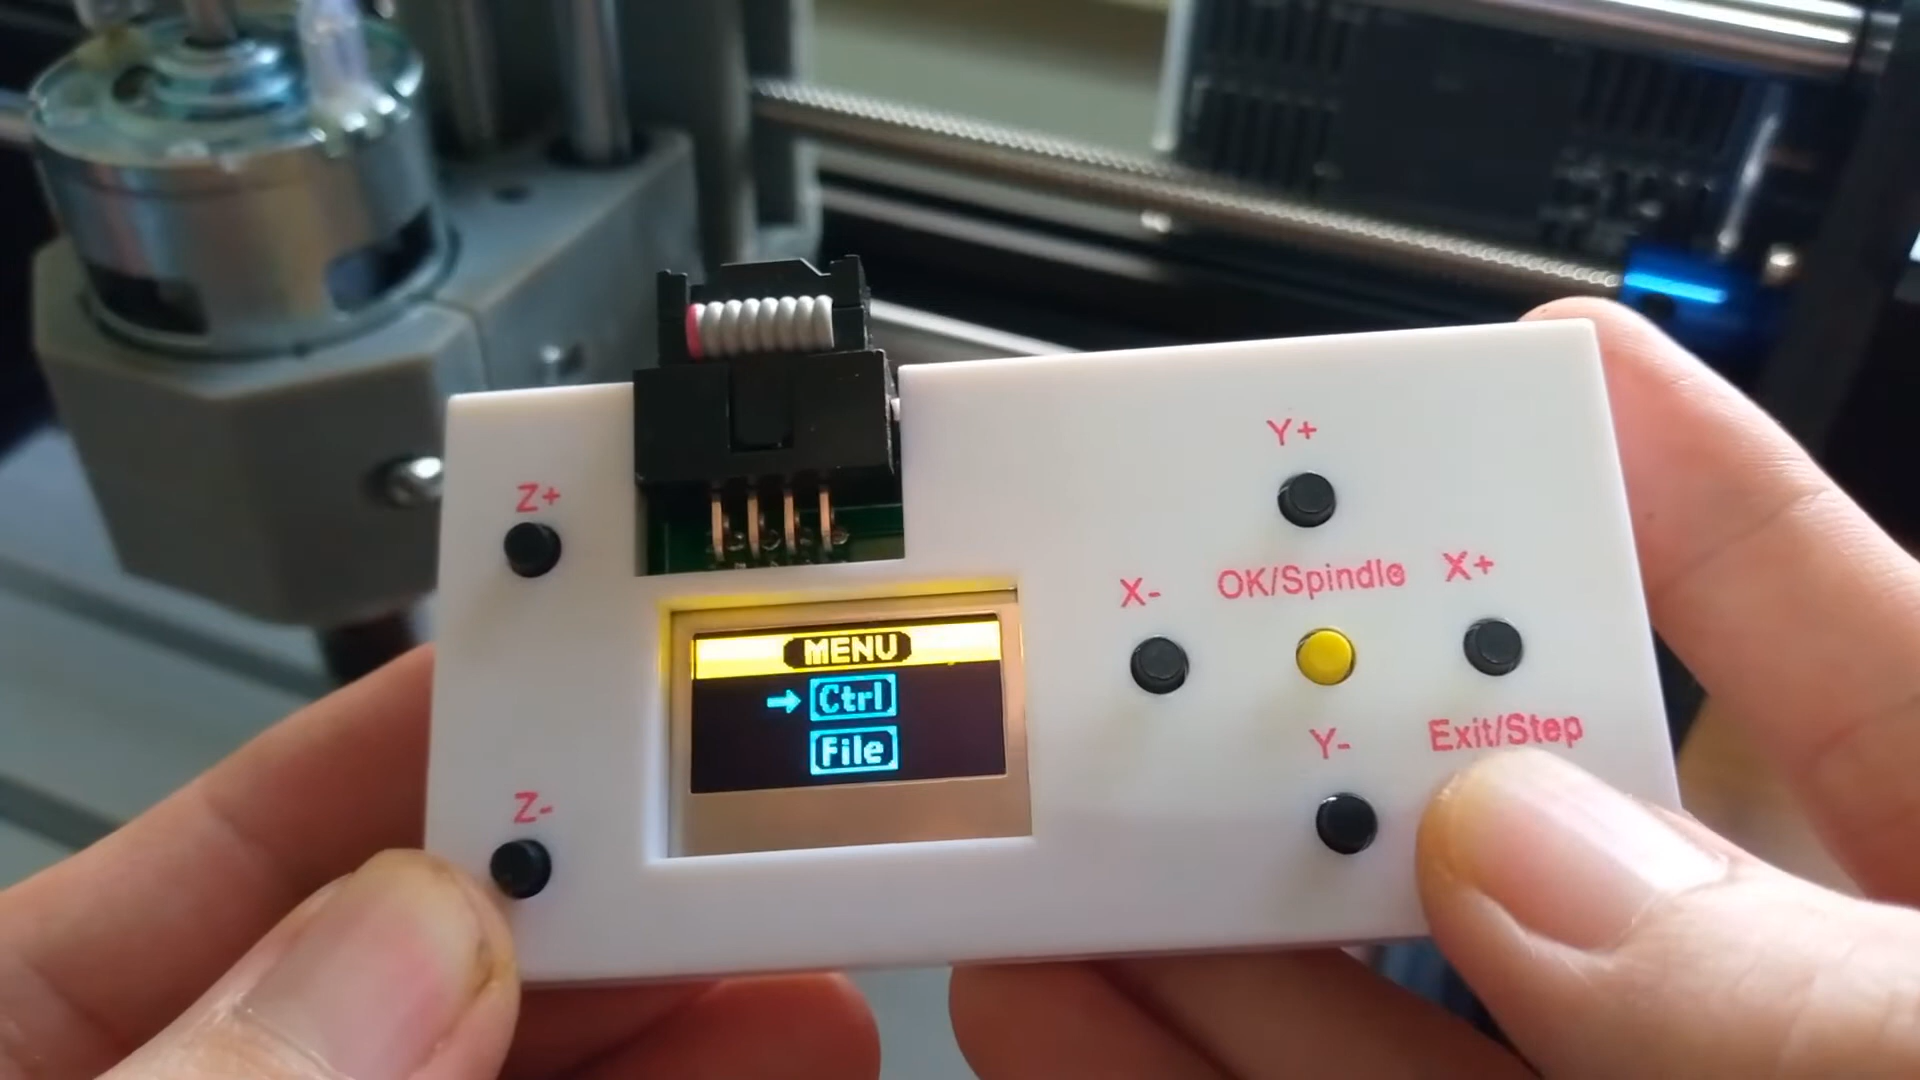 Z+
Y+
X-
OK/Spindle
X+
MENU
Ctrl
File
Y-
Exit/Step
Z-